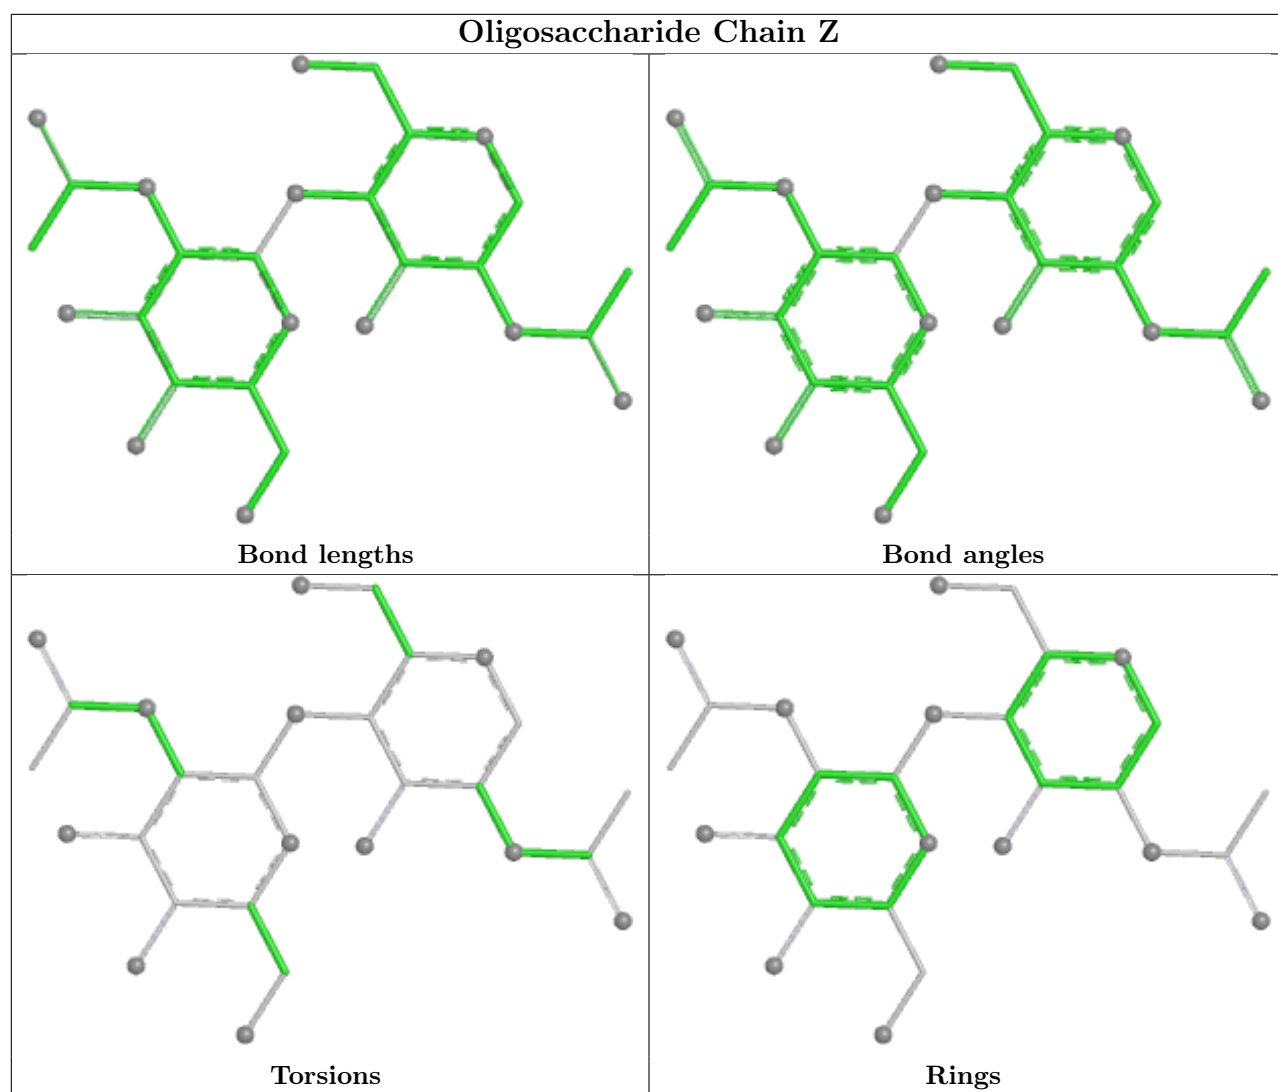 Oligosaccharide Chain Z
Bond lengths
Bond angles
Torsions
Rings